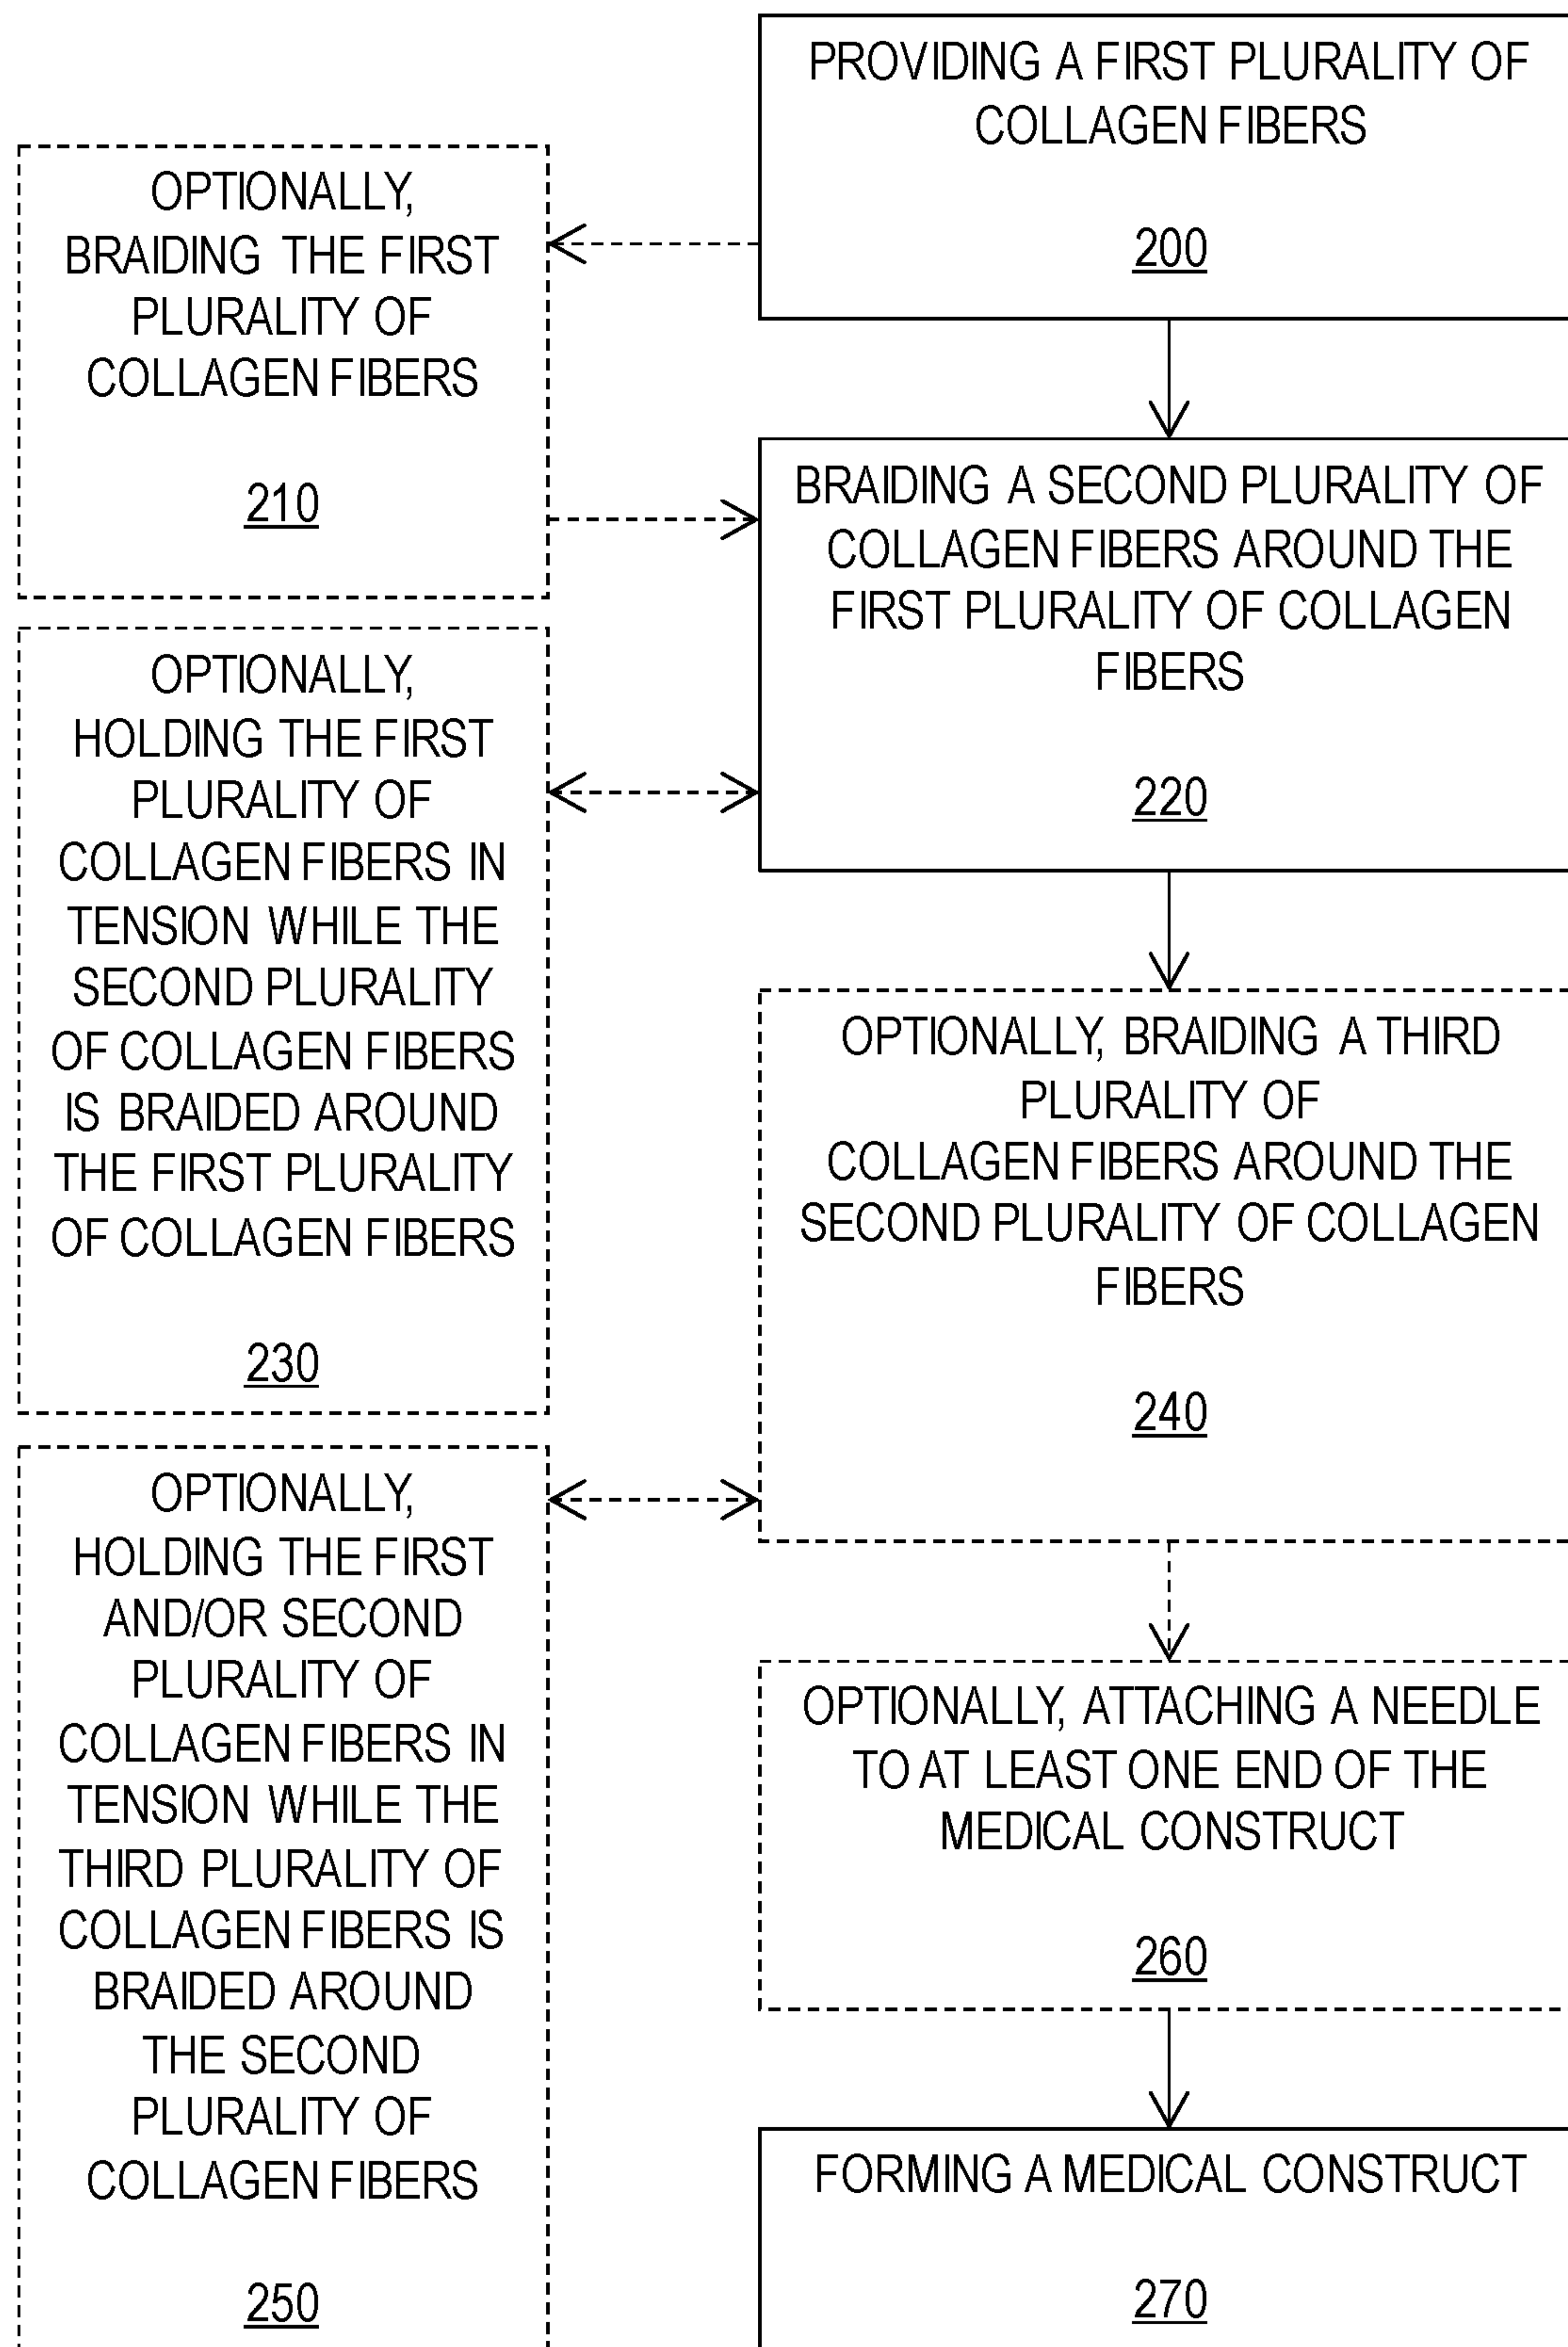 PROVIDING A FIRST PLURALITY OF
COLLAGEN FIBERS
200
OPTIONALLY,
BRAIDING THE FIRST
PLURALITY OF
COLLAGEN FIBERS
210
BRAIDING A SECOND PLURALITY OF
COLLAGEN FIBERS AROUND THE
FIRST PLURALITY OF COLLAGEN
FIBERS
220
OPTIONALLY,
HOLDING THE FIRST
PLURALITY OF
COLLAGEN FIBERS IN
TENSION WHILE THE
SECOND PLURALITY
OF COLLAGEN FIBERS
IS BRAIDED AROUND
THE FIRST PLURALITY
OF COLLAGEN FIBERS
230
OPTIONALLY, BRAIDING A THIRD
PLURALITY OF
COLLAGEN FIBERS AROUND THE
SECOND PLURALITY OF COLLAGEN
FIBERS
240
OPTIONALLY,
HOLDING THE FIRST
AND/OR SECOND
PLURALITY OF
COLLAGEN FIBERS IN
TENSION WHILE THE
THIRD PLURALITY OF
COLLAGEN FIBERS IS
BRAIDED AROUND
THE SECOND
PLURALITY OF
COLLAGEN FIBERS
250
OPTIONALLY, ATTACHING A NEEDLE
TO AT LEAST ONE END OF THE
MEDICAL CONSTRUCT
260
FORMING A MEDICAL CONSTRUCT
270